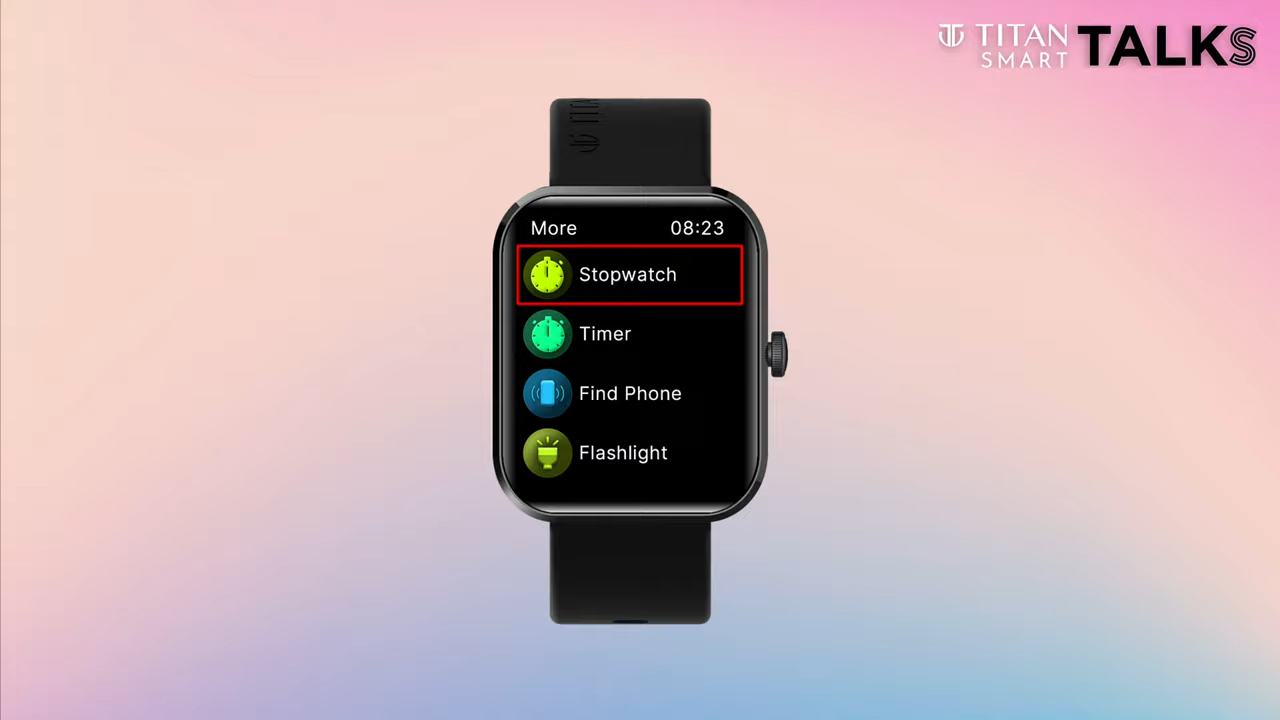 TITAN
SMART
TALKS
More 08:23
Stopwatch
Timer
Find Phone
Flashlight